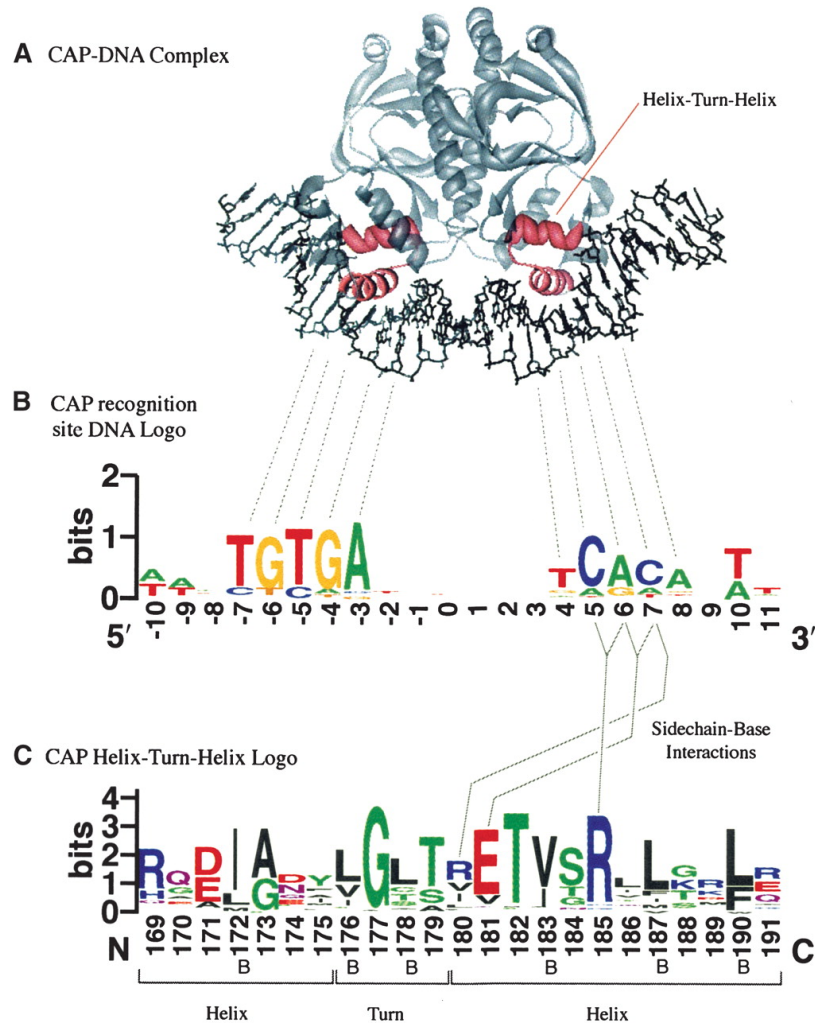 A CAP-DNA Complex
Helix-Turn-Helix
B CAP recognition
site DNA Logo
bits
2
1
0
TGTGA
TCACA
T
A
-10 -9 -8 -7 -6 -5 -4 -3 -2 -1 0 1 2 3 4 5 6 7 8 9 10 11
5′
3′
Sidechain-Base
Interactions
C CAP Helix-Turn-Helix Logo
bits
4
3
2
1
0
RQDIADYLGLTRETVSRLLGRLR
169 170 171 172 173 174 175 176 177 178 179 180 181 182 183 184 185 186 187 188 189 190 191
N
C
B B B B B B
Helix Turn Helix